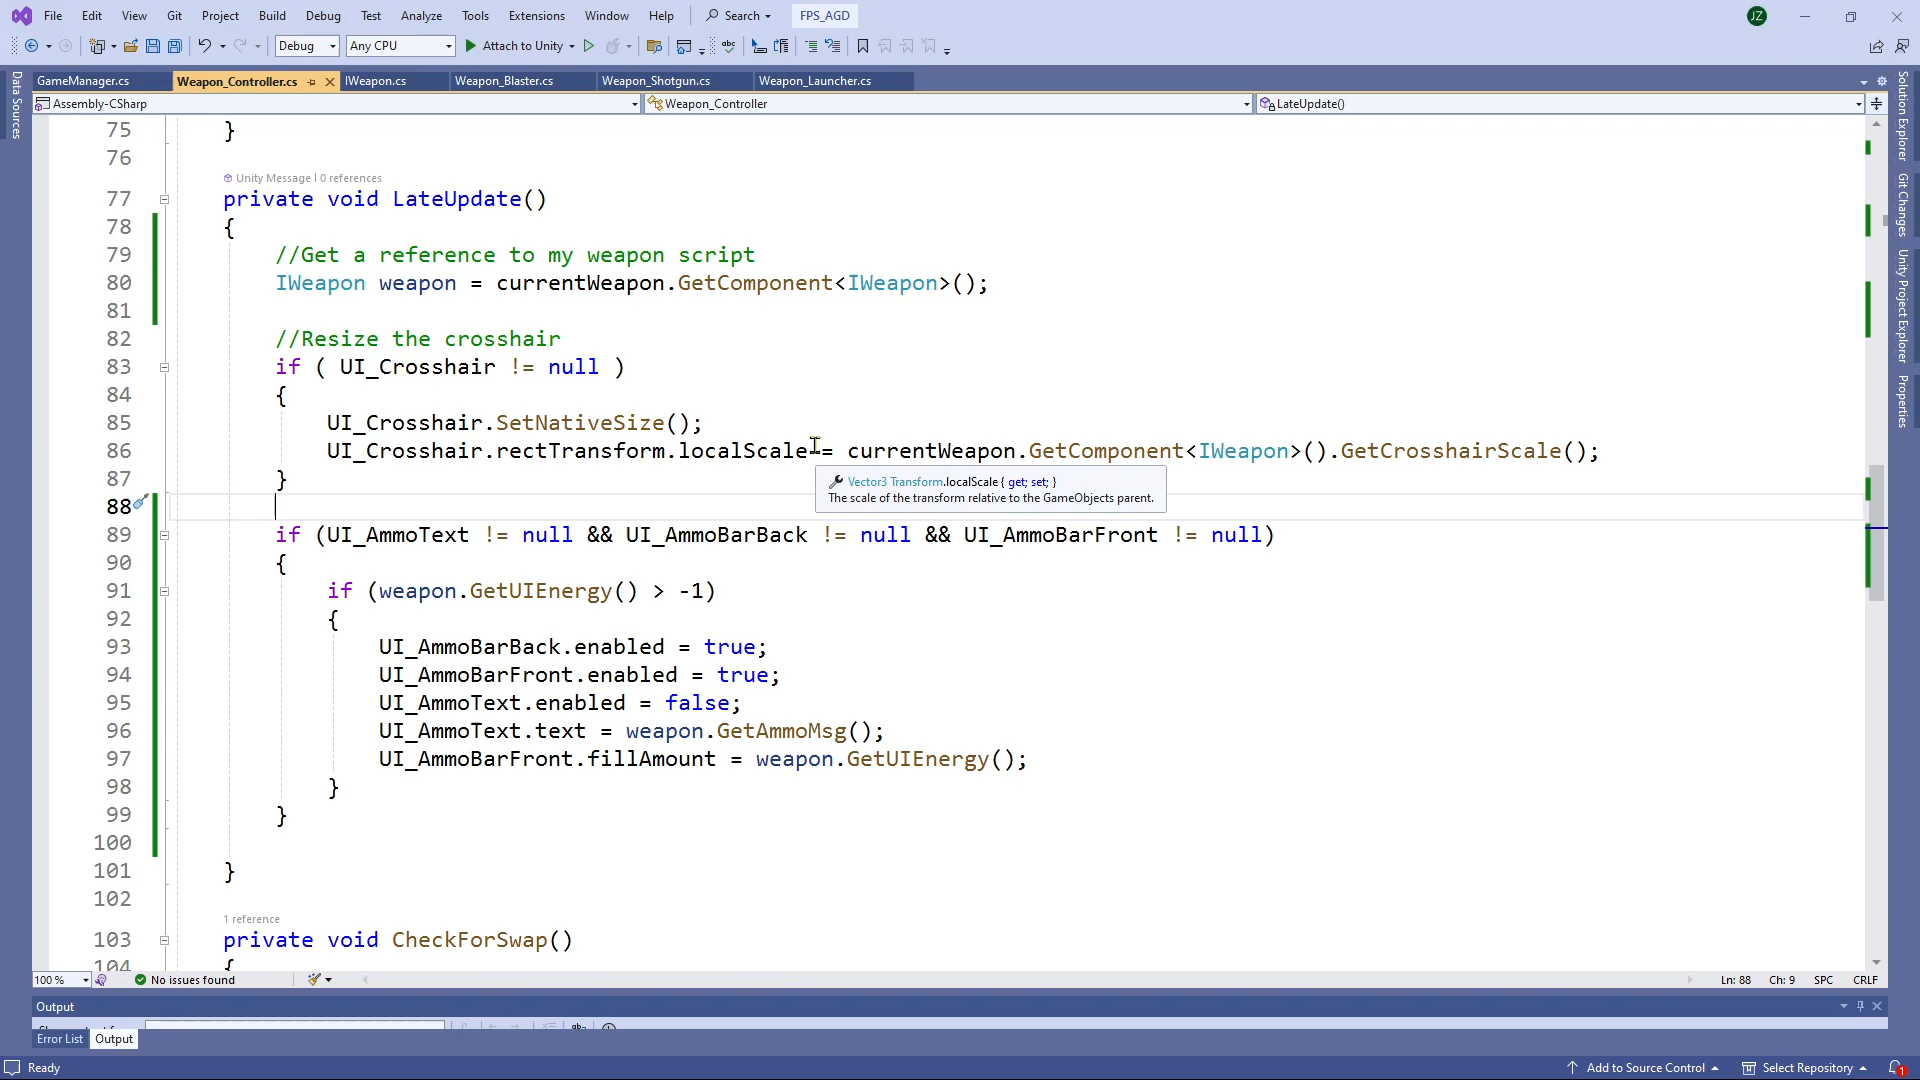 File Edit View Git Project Build Debug Test Analyze Tools Extensions Window Help Search FPS_AGD JZ
Debug Any CPU Attach to Unity
GameManager.cs Weapon_Controller.cs IWeapon.cs Weapon_Blaster.cs Weapon_Shotgun.cs Weapon_Launcher.cs
Assembly-CSharp Weapon_Controller LateUpdate()
Data Sources
Solution Explorer
Git Changes
Unity Project Explorer
Properties
75 }
76
Unity Message | 0 references
77 private void LateUpdate()
78 {
79 //Get a reference to my weapon script
80 IWeapon weapon = currentWeapon.GetComponent<IWeapon>();
81
82 //Resize the crosshair
83 if ( UI_Crosshair != null )
84 {
85 UI_Crosshair.SetNativeSize();
86 UI_Crosshair.rectTransform.localScale = currentWeapon.GetComponent<IWeapon>().GetCrosshairScale();
87 }
Vector3 Transform.localScale { get; set; }
The scale of the transform relative to the GameObjects parent.
88
89 if (UI_AmmoText != null && UI_AmmoBarBack != null && UI_AmmoBarFront != null)
90 {
91 if (weapon.GetUIEnergy() > -1)
92 {
93 UI_AmmoBarBack.enabled = true;
94 UI_AmmoBarFront.enabled = true;
95 UI_AmmoText.enabled = false;
96 UI_AmmoText.text = weapon.GetAmmoMsg();
97 UI_AmmoBarFront.fillAmount = weapon.GetUIEnergy();
98 }
99 }
100
101 }
102
1 reference
103 private void CheckForSwap()
104 {
100 % No issues found Ln: 88 Ch: 9 SPC CRLF
Output
Error List Output
Ready Add to Source Control Select Repository 1